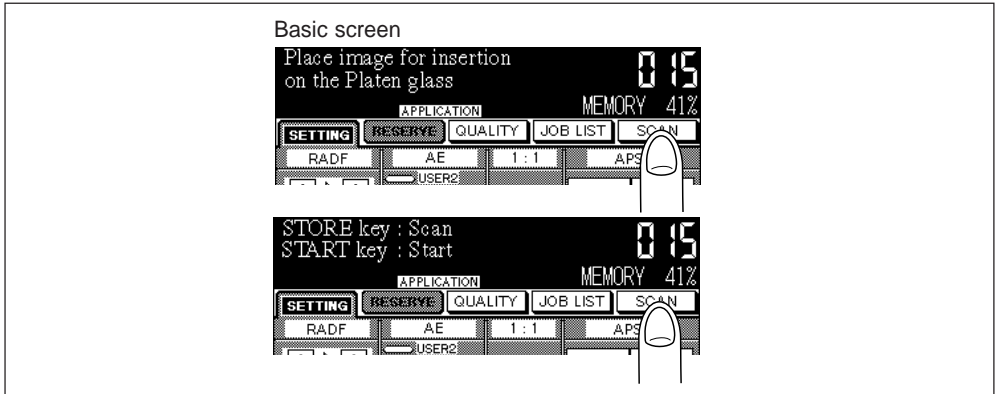 Basic screen
Place image for insertion
on the Platen glass
015
MEMORY 41%
APPLICATION
SETTING RESERVE QUALITY JOB LIST SCAN
RADF AE 1 : 1 APS
USER2
STORE key : Scan
START key : Start
015
MEMORY 41%
APPLICATION
SETTING RESERVE QUALITY JOB LIST SCAN
RADF AE 1 : 1 APS
USER2